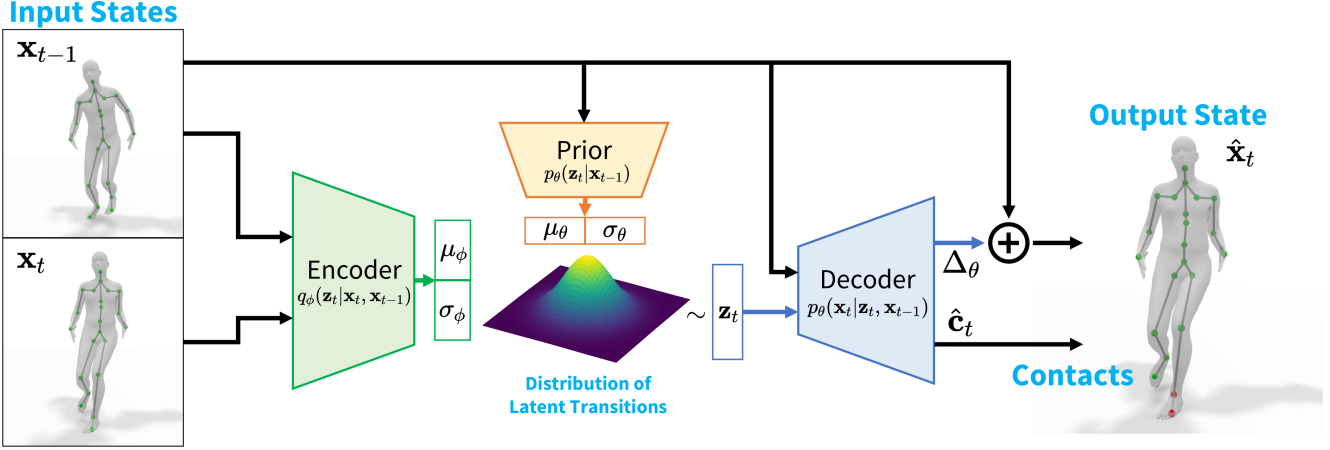 Input States
x_{t−1}
x_t
Encoder
q_ϕ(z_t|x_t, x_{t−1})
μ_ϕ
σ_ϕ
Prior
p_θ(z_t|x_{t−1})
μ_θ σ_θ
Distribution of
Latent Transitions
∼ z_t
Decoder
p_θ(x_t|z_t, x_{t−1})
Δ_θ
+
ĉ_t
Contacts
Output State
x̂_t